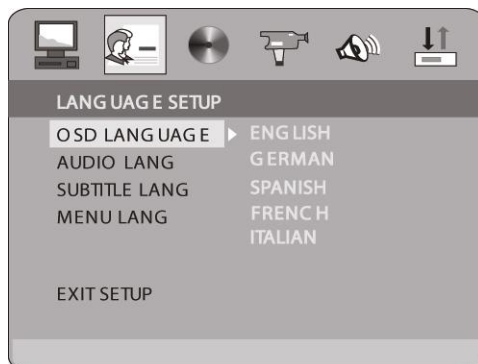 LANGUAGE SETUP
OSD LANGUAGE ENGLISH
AUDIO LANG GERMAN
SUBTITLE LANG SPANISH
MENU LANG FRENCH
ITALIAN
EXIT SETUP